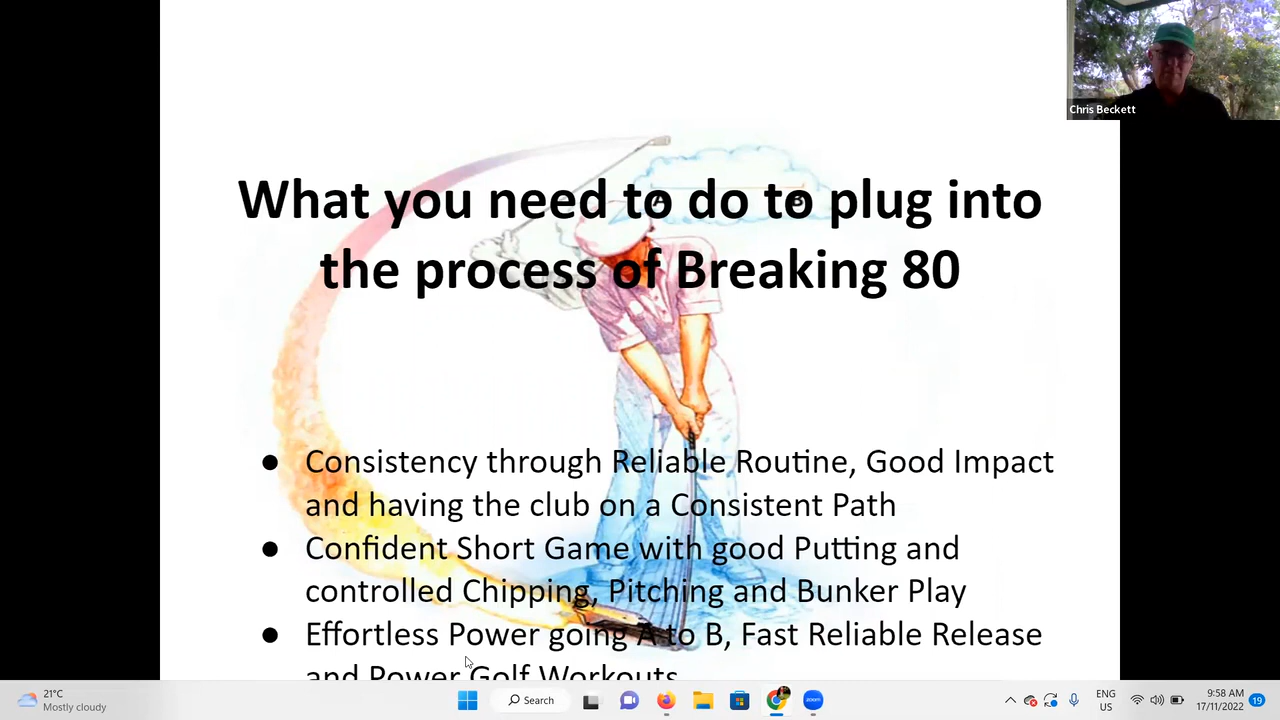 Chris Beckett
What you need to do to plug into
the process of Breaking 80
● Consistency through Reliable Routine, Good Impact
and having the club on a Consistent Path
● Confident Short Game with good Putting and
controlled Chipping, Pitching and Bunker Play
● Effortless Power going A to B, Fast Reliable Release
and Power Golf Workouts
21°C
Mostly cloudy
Search
zoom
ENG
US
9:58 AM
17/11/2022
19